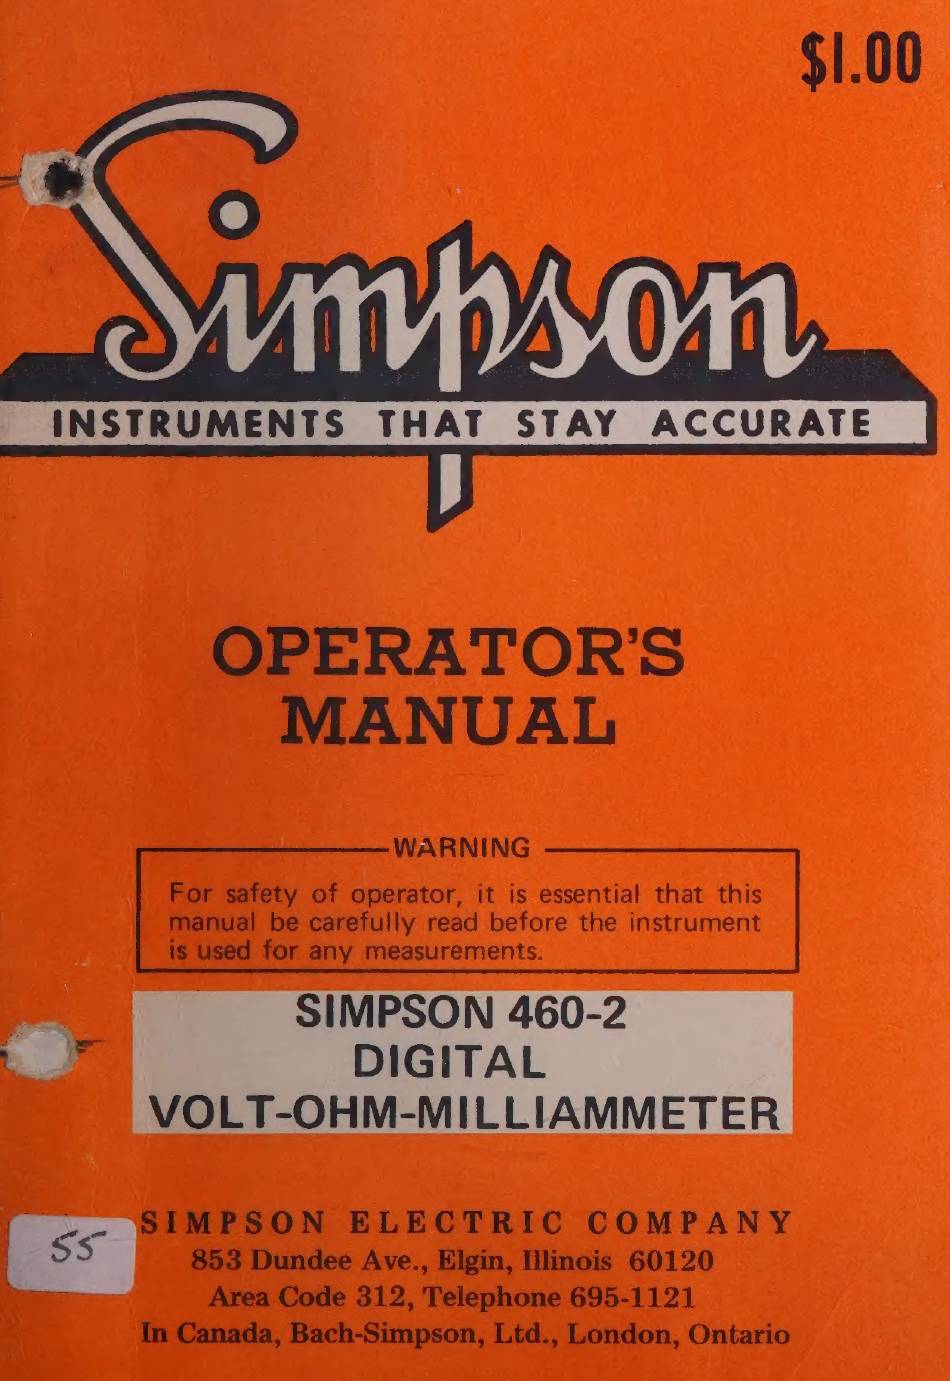 $1.00
Simpson
INSTRUMENTS THAT STAY ACCURATE
OPERATOR'S
MANUAL
WARNING
For safety of operator, it is essential that this
manual be carefully read before the instrument
is used for any measurements.
SIMPSON 460-2
DIGITAL
VOLT-OHM-MILLIAMMETER
55
SIMPSON ELECTRIC COMPANY
853 Dundee Ave., Elgin, Illinois 60120
Area Code 312, Telephone 695-1121
In Canada, Bach-Simpson, Ltd., London, Ontario